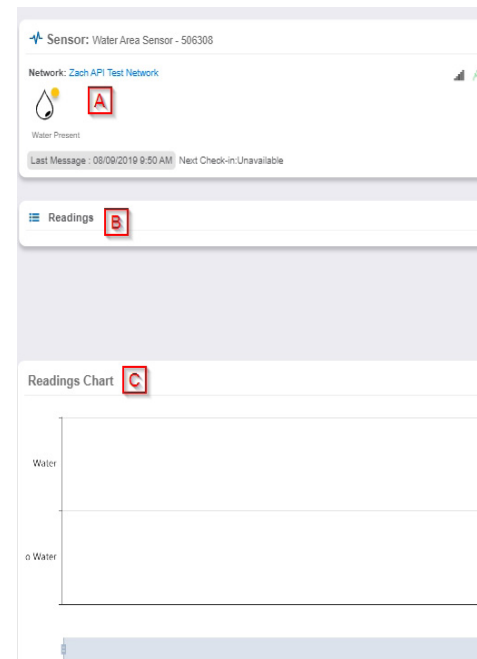 Sensor: Water Area Sensor - 506308
Network: Zach API Test Network
A
Water Present
Last Message : 08/09/2019 9:50 AM Next Check-in:Unavailable
Readings B
Readings Chart C
Water
o Water